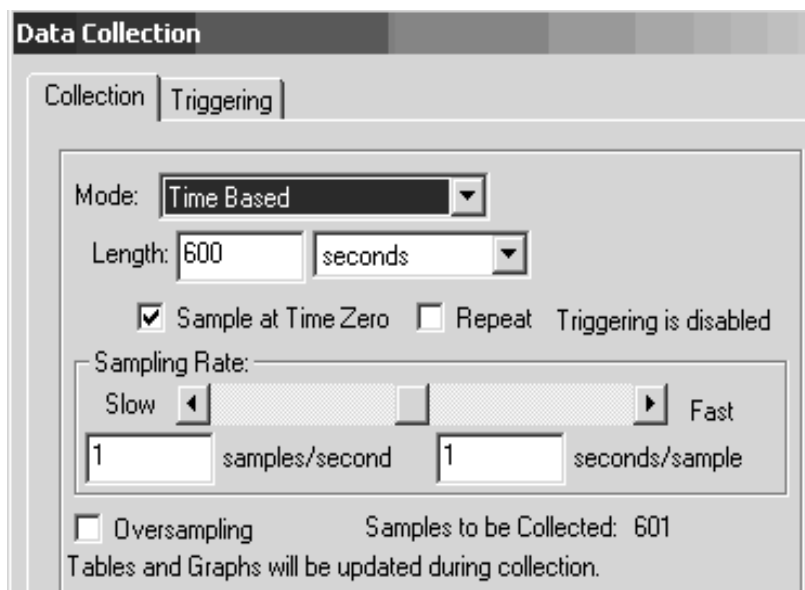 Data Collection
Collection Triggering
Mode: Time Based
Length: 600 seconds
Sample at Time Zero Repeat Triggering is disabled
Sampling Rate:
Slow Fast
1 samples/second 1 seconds/sample
Oversampling Samples to be Collected: 601
Tables and Graphs will be updated during collection.